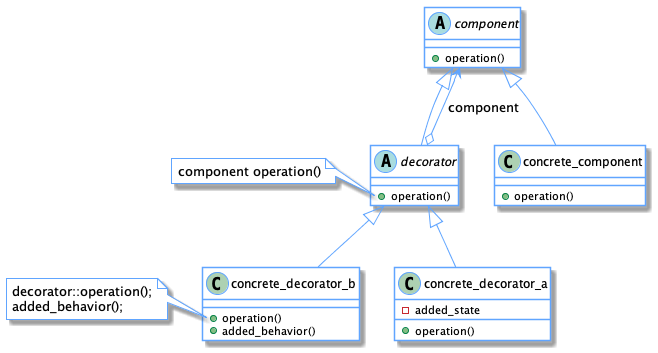 A component
operation()
component
A decorator
operation()
C concrete_component
operation()
component operation()
C concrete_decorator_b
operation()
added_behavior()
C concrete_decorator_a
added_state
operation()
decorator::operation();
added_behavior();